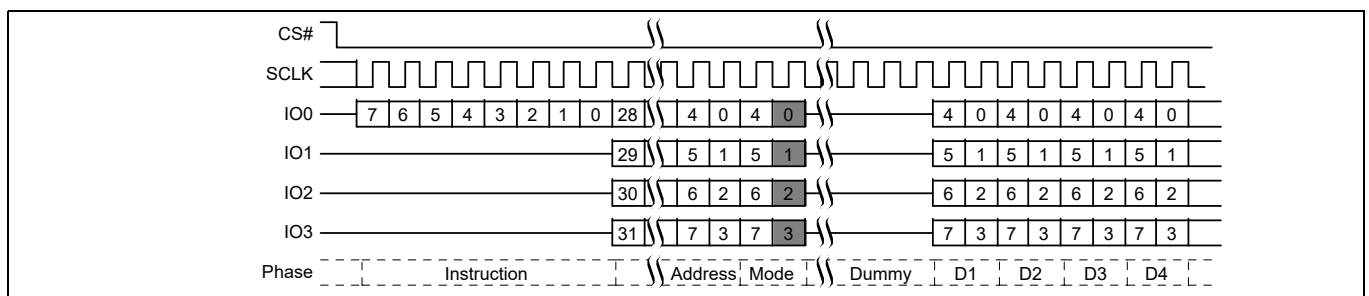 CS#
SCLK
IO0 7 6 5 4 3 2 1 0 28 4 0 4 0 4 0 4 0 4 0 4 0
IO1 29 5 1 5 1 5 1 5 1 5 1 5 1
IO2 30 6 2 6 2 6 2 6 2 6 2 6 2
IO3 31 7 3 7 3 7 3 7 3 7 3 7 3
Phase Instruction Address Mode Dummy D1 D2 D3 D4